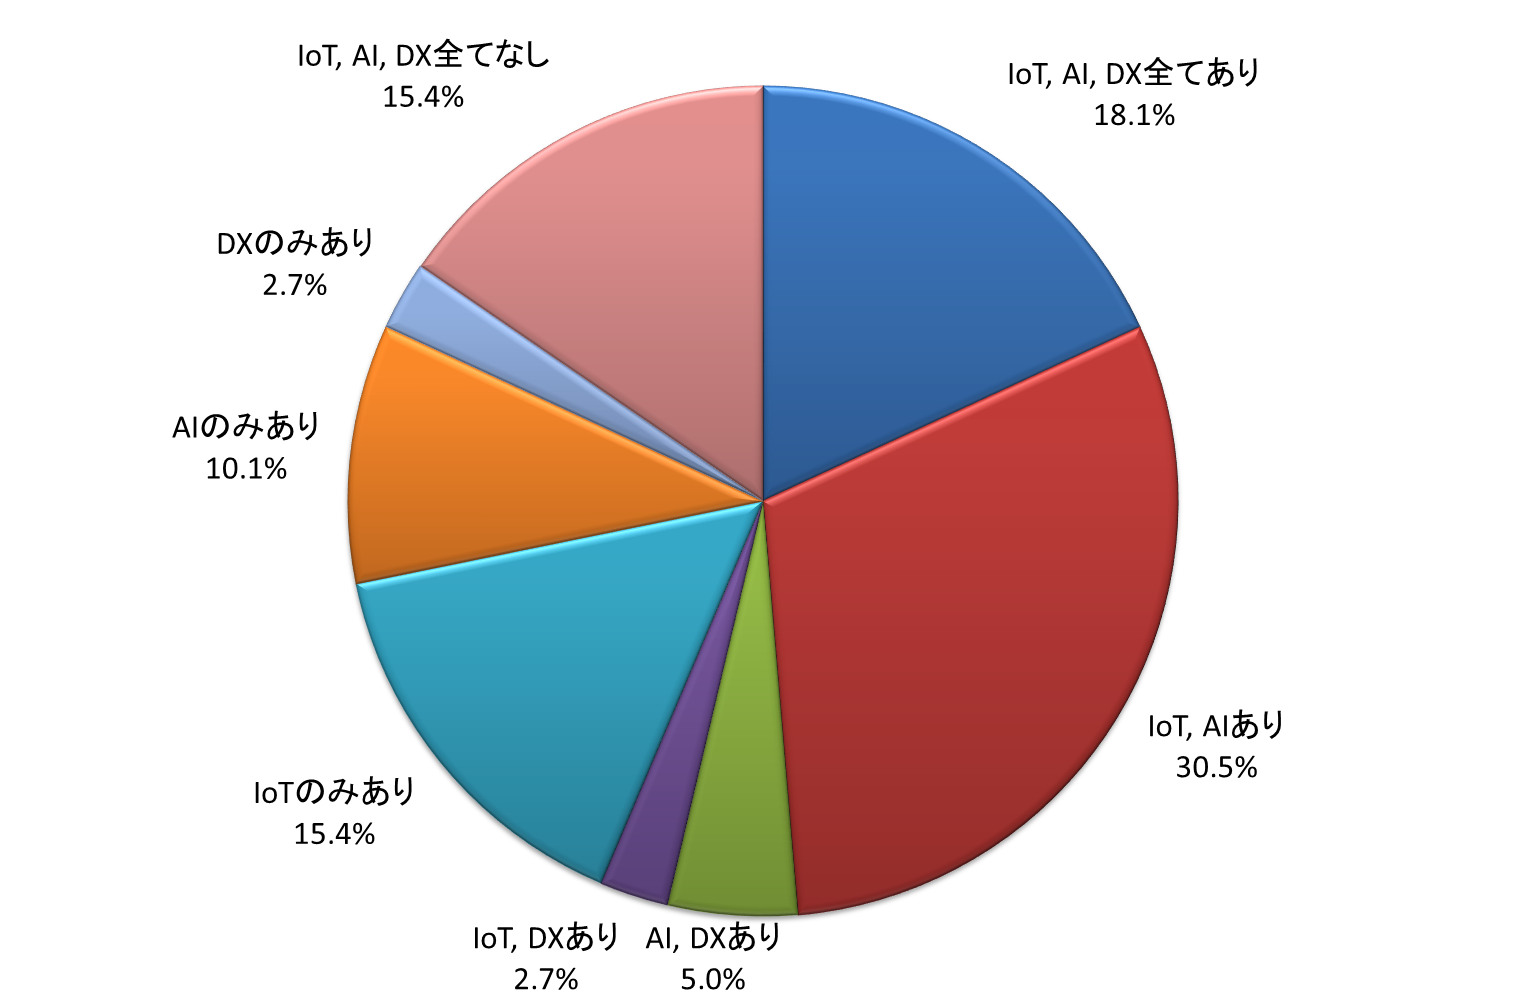 IoT, AI, DX全てなし
15.4%
IoT, AI, DX全てあり
18.1%
DXのみあり
2.7%
AIのみあり
10.1%
IoT, AIあり
30.5%
IoTのみあり
15.4%
IoT, DXあり
2.7%
AI, DXあり
5.0%